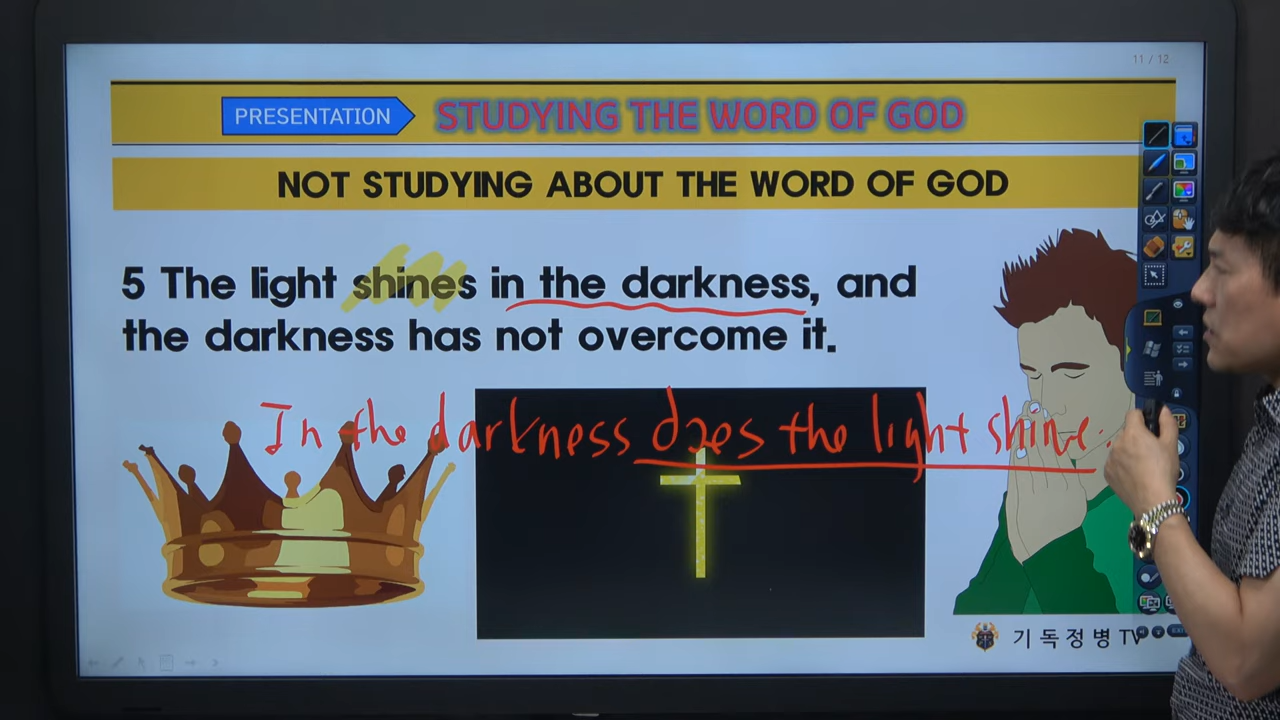 11 / 12
PRESENTATION STUDYING THE WORD OF GOD
NOT STUDYING ABOUT THE WORD OF GOD
5 The light shines in the darkness, and
the darkness has not overcome it.
In the darkness does the light shine.
기독정병 TV